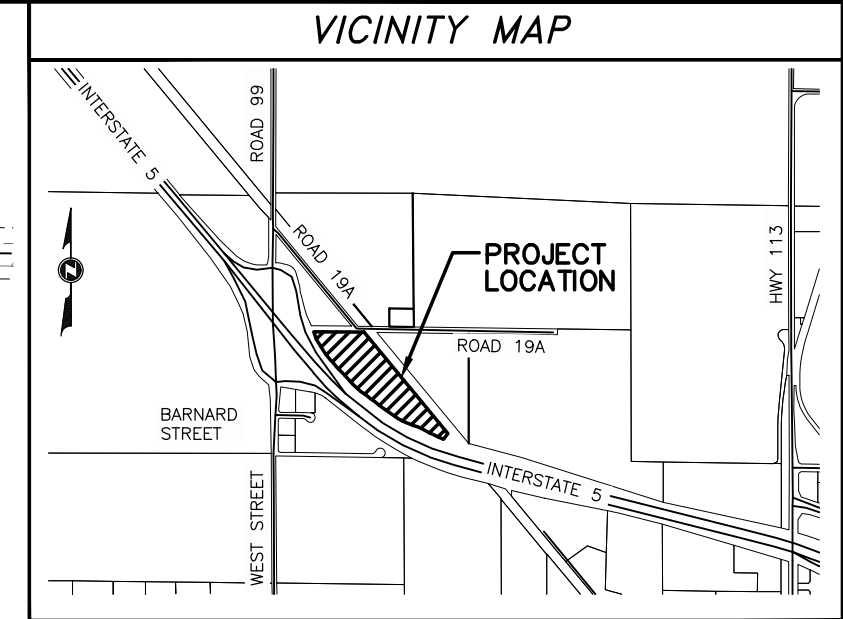 VICINITY MAP
INTERSTATE 5
ROAD 99
ROAD 19A
PROJECT
LOCATION
HWY 113
ROAD 19A
BARNARD
STREET
INTERSTATE 5
WEST STREET